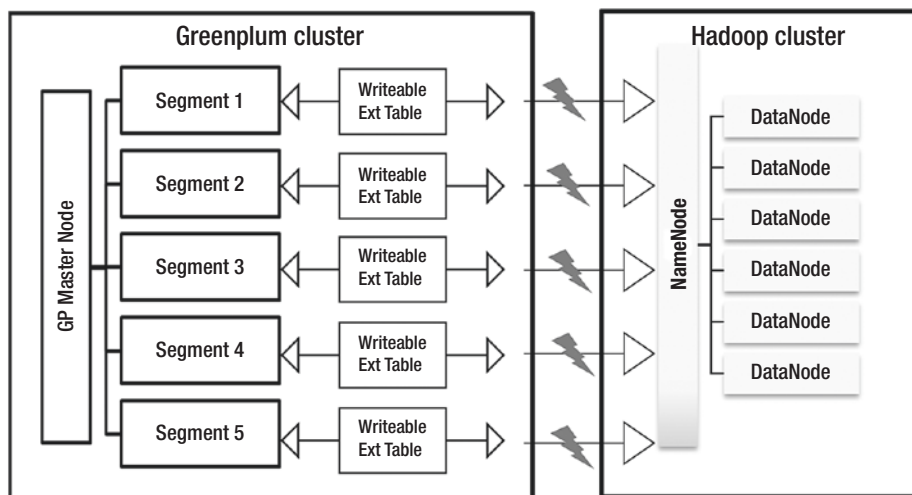 Greenplum cluster
GP Master Node
Segment 1
Writeable
Ext Table
Segment 2
Writeable
Ext Table
Segment 3
Writeable
Ext Table
Segment 4
Writeable
Ext Table
Segment 5
Writeable
Ext Table
Hadoop cluster
NameNode
DataNode
DataNode
DataNode
DataNode
DataNode
DataNode